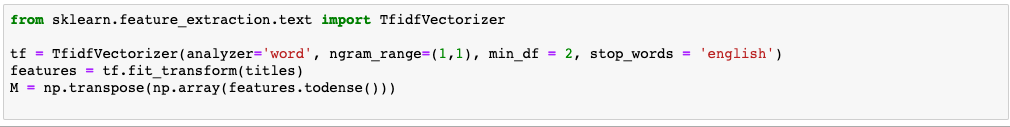 from sklearn.feature_extraction.text import TfidfVectorizer
tf = TfidfVectorizer(analyzer='word', ngram_range=(1,1), min_df = 2, stop_words = 'english')
features = tf.fit_transform(titles)
M = np.transpose(np.array(features.todense()))